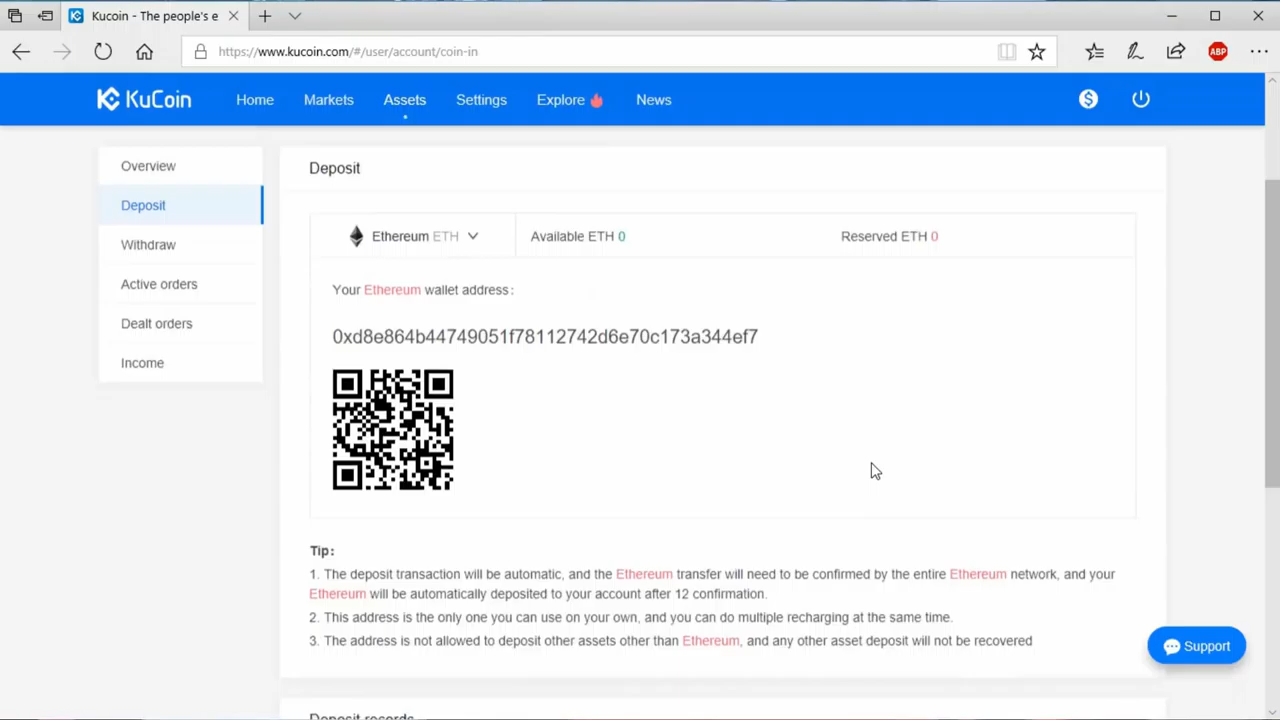 Kucoin - The people's e
https://www.kucoin.com/#/user/account/coin-in
ABP
KuCoin
Home
Markets
Assets
Settings
Explore
News
Overview
Deposit
Withdraw
Active orders
Dealt orders
Income
Deposit
Ethereum ETH
Available ETH 0
Reserved ETH 0
Your Ethereum wallet address:
0xd8e864b44749051f78112742d6e70c173a344ef7
Tip:
1. The deposit transaction will be automatic, and the Ethereum transfer will need to be confirmed by the entire Ethereum network, and your
Ethereum will be automatically deposited to your account after 12 confirmation.
2. This address is the only one you can use on your own, and you can do multiple recharging at the same time.
3. The address is not allowed to deposit other assets other than Ethereum, and any other asset deposit will not be recovered
Support
Deposit records